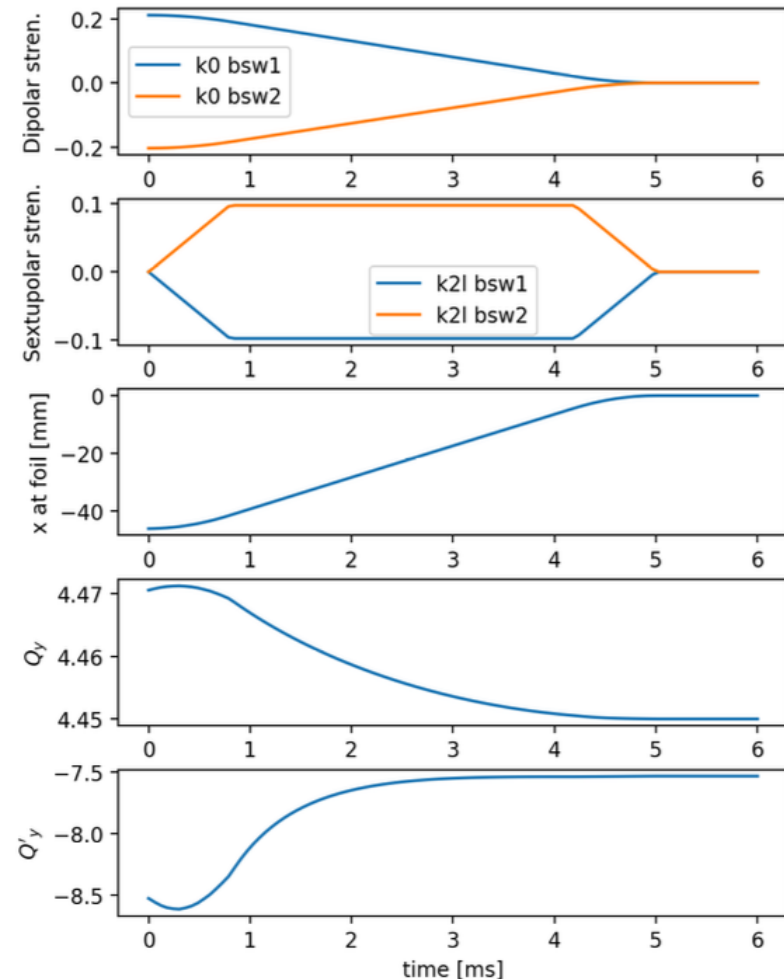 Dipolar stren.
0.2
0.0
−0.2
k0 bsw1
k0 bsw2
0 1 2 3 4 5 6
Sextupolar stren.
0.1
0.0
−0.1
k2l bsw1
k2l bsw2
0 1 2 3 4 5 6
x at foil [mm]
0
−20
−40
0 1 2 3 4 5 6
Qy
4.47
4.46
4.45
0 1 2 3 4 5 6
Q′y
−7.5
−8.0
−8.5
0 1 2 3 4 5 6
time [ms]